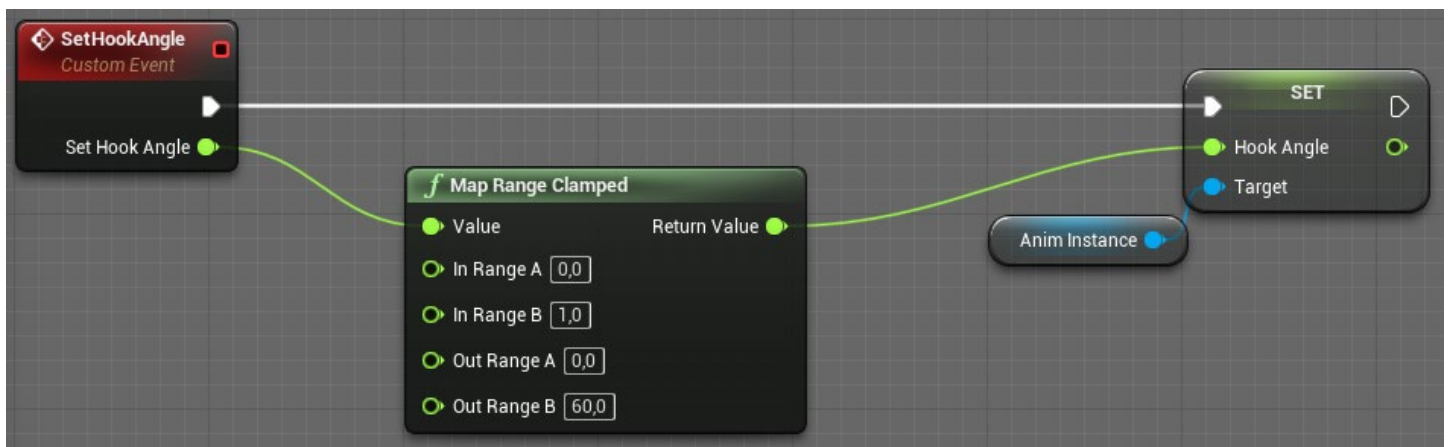 SetHookAngle
Custom Event
Set Hook Angle
f Map Range Clamped
Value Return Value
In Range A 0,0
In Range B 1,0
Out Range A 0,0
Out Range B 60,0
Anim Instance
SET
Hook Angle
Target